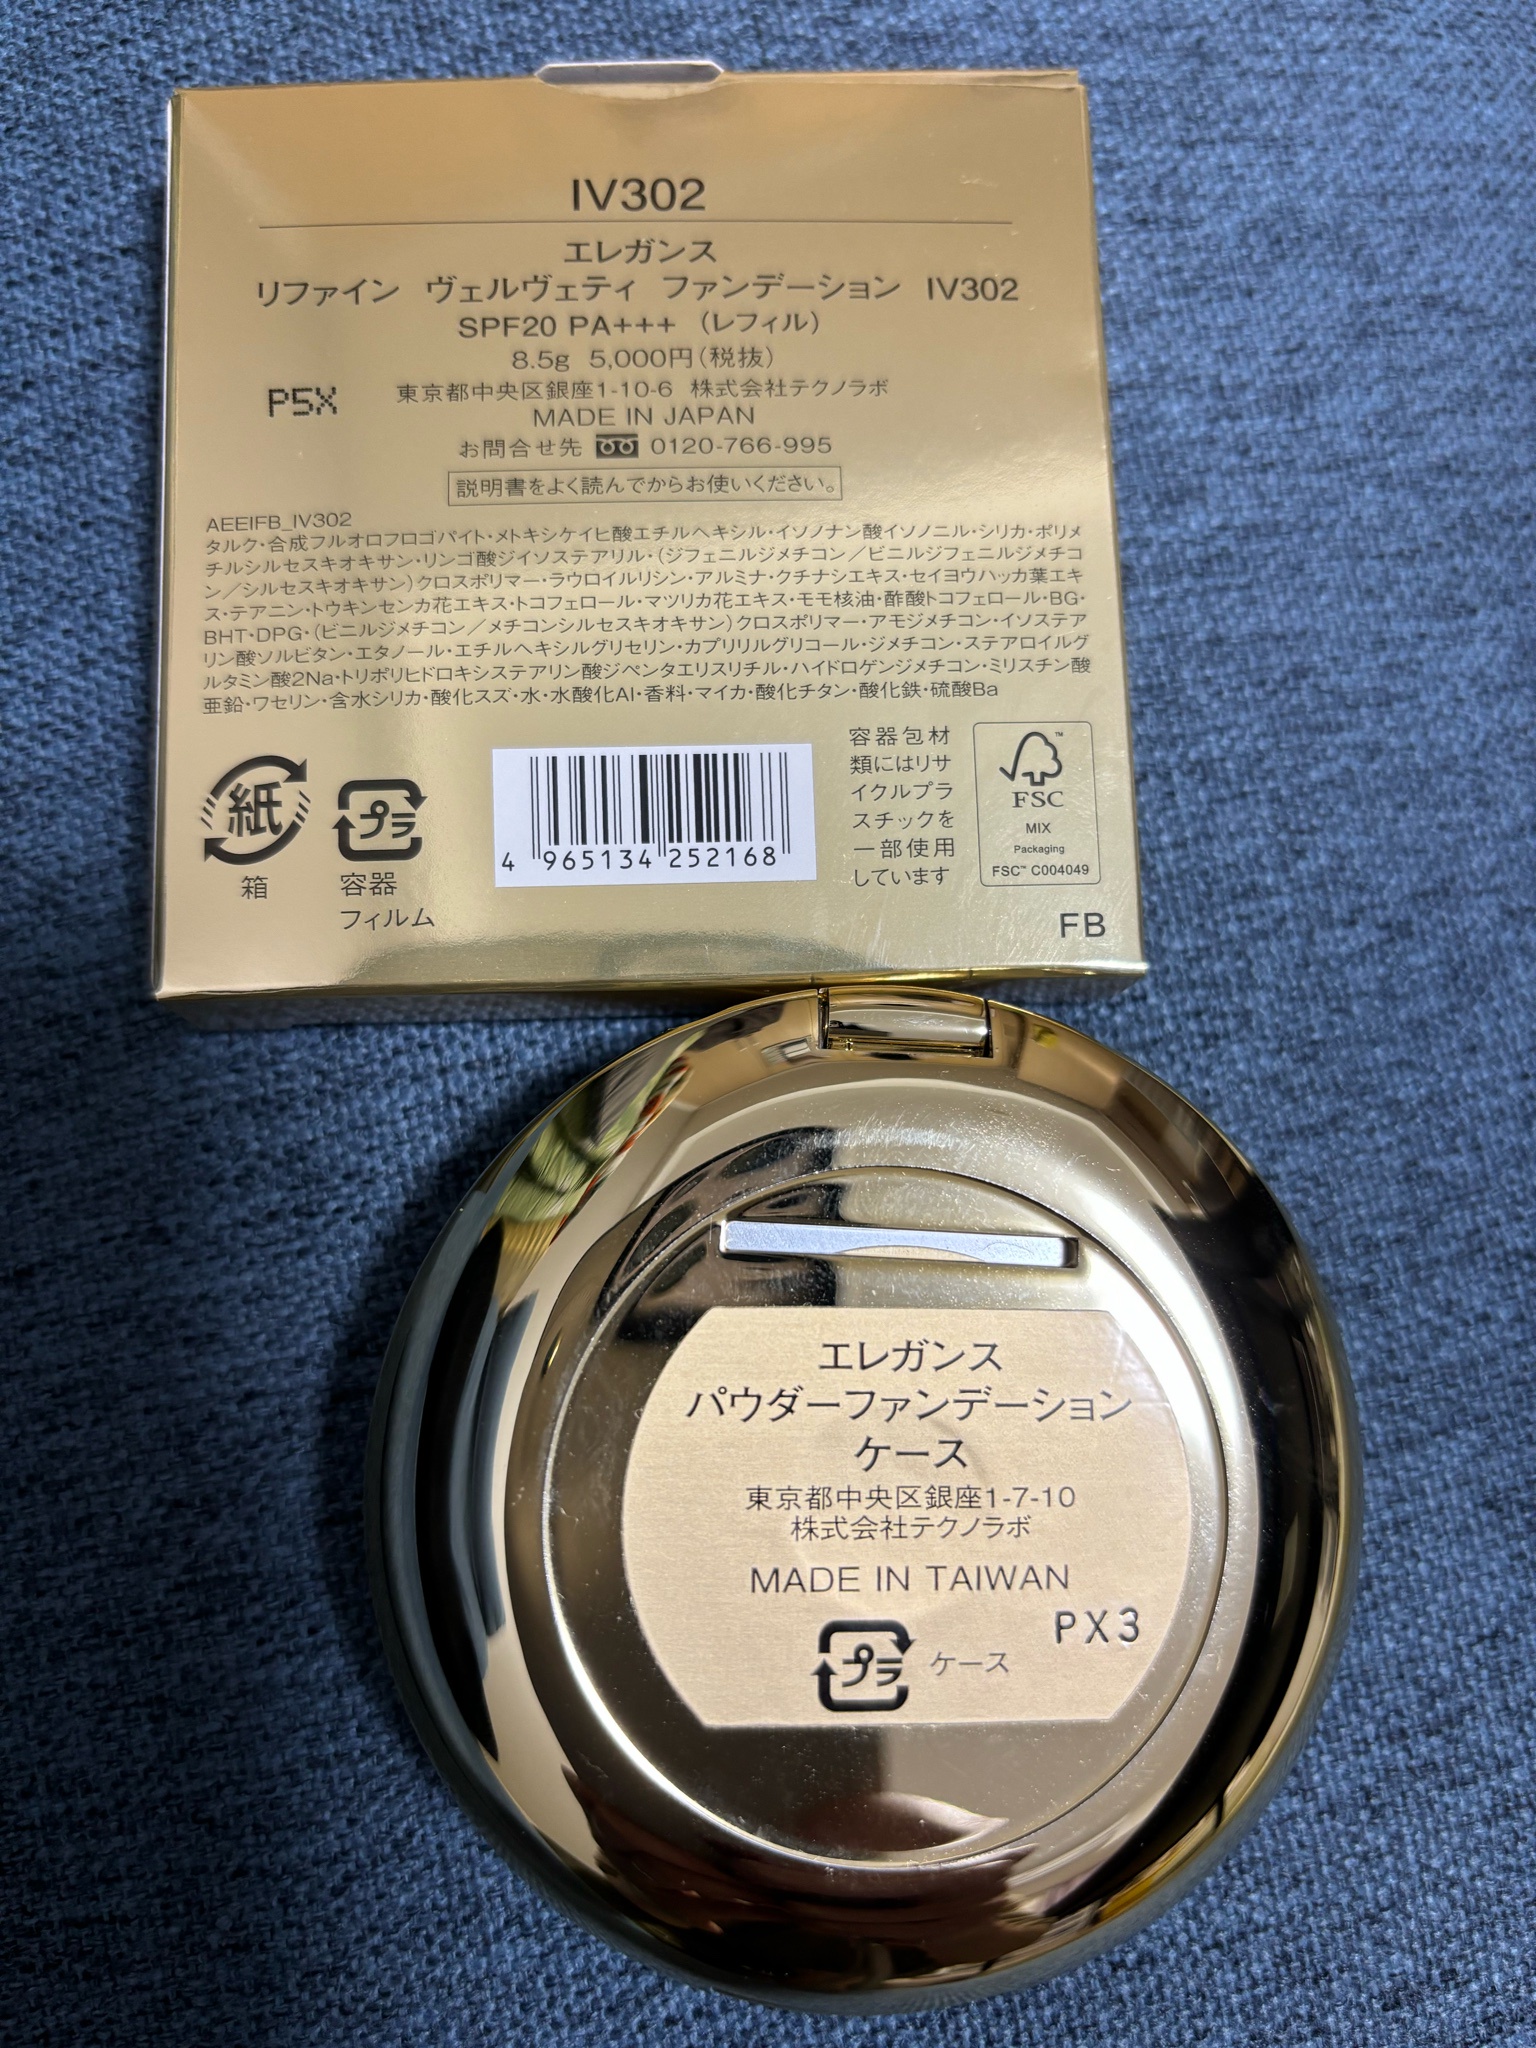 IV302
エレガンス
リファイン ヴェルヴェティ ファンデーション IV302
SPF20 PA+++ (レフィル)
8.5g 5,000円(税抜)
P5X
東京都中央区銀座1-10-6 株式会社テクノラボ
MADE IN JAPAN
お問合せ先 0120-766-995
説明書をよく読んでからお使いください。
AEEIFB_IV302
タルク・合成フルオロフロゴパイト・メトキシケイヒ酸エチルヘキシル・イソノナン酸イソノニル・シリカ・ポリメ
チルシルセスキオキサン・リンゴ酸ジイソステアリル・(ジフェニルジメチコン/ビニルジフェニルジメチコ
ン/シルセスキオキサン)クロスポリマー・ラウロイルリシン・アルミナ・クチナシエキス・セイヨウハッカ葉エキ
ス・テアニン・トウキンセンカ花エキス・トコフェロール・マツリカ花エキス・モモ核油・酢酸トコフェロール・BG・
BHT・DPG・(ビニルジメチコン/メチコンシルセスキオキサン)クロスポリマー・アモジメチコン・イソステア
リン酸ソルビタン・エタノール・エチルヘキシルグリセリン・カプリリルグリコール・ジメチコン・ステアロイルグ
ルタミン酸2Na・トリポリヒドロキシステアリン酸ジペンタエリスリチル・ハイドロゲンジメチコン・ミリスチン酸
亜鉛・ワセリン・含水シリカ・酸化スズ・水・水酸化Al・香料・マイカ・酸化チタン・酸化鉄・硫酸Ba
紙
箱
プラ
容器
フィルム
4 965134 252168
容器包材
類にはリサ
イクルプラ
スチックを
一部使用
しています
FSC
MIX
Packaging
FSC™ C004049
FB
エレガンス
パウダーファンデーション
ケース
東京都中央区銀座1-7-10
株式会社テクノラボ
MADE IN TAIWAN
PX3
プラ ケース